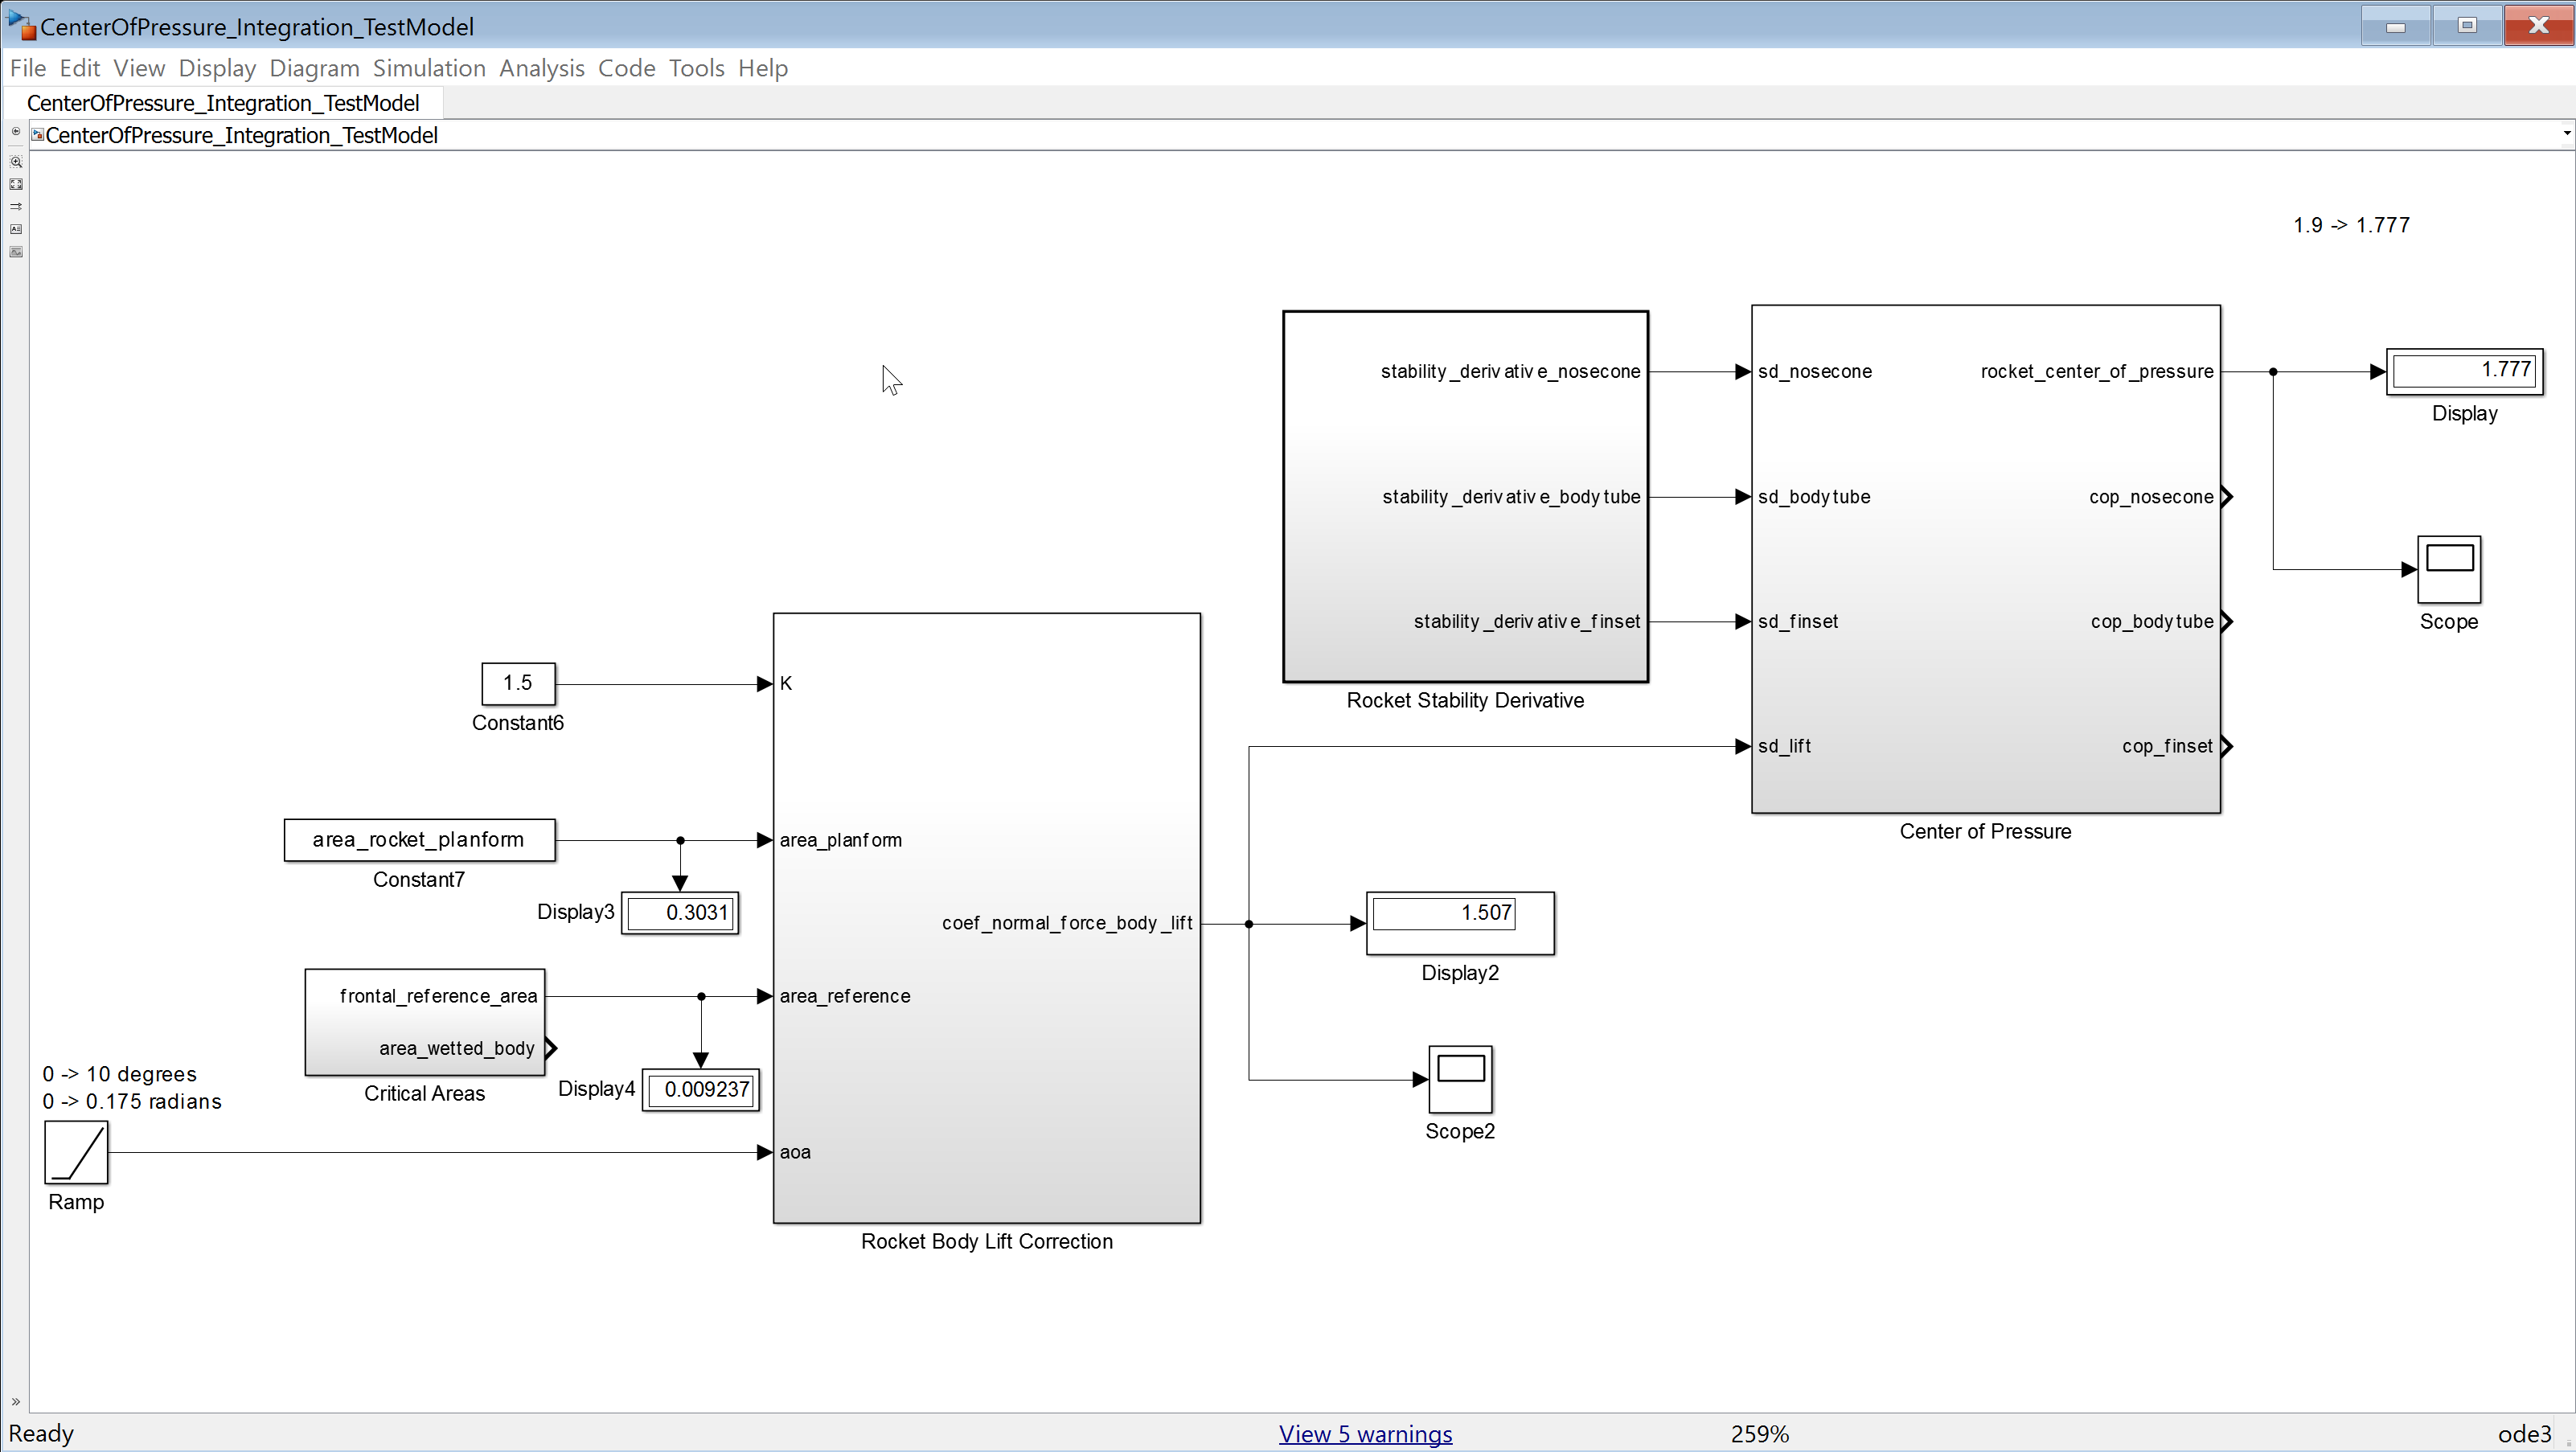 CenterOfPressure_Integration_TestModel
File Edit View Display Diagram Simulation Analysis Code Tools Help
CenterOfPressure_Integration_TestModel
CenterOfPressure_Integration_TestModel
1.9 -> 1.777
stability_derivative_nosecone
stability_derivative_bodytube
stability_derivative_finset
Rocket Stability Derivative
sd_nosecone
sd_bodytube
sd_finset
sd_lift
rocket_center_of_pressure
cop_nosecone
cop_bodytube
cop_finset
Center of Pressure
1.777
Display
Scope
1.5
Constant6
area_rocket_planform
Constant7
Display3
0.3031
frontal_reference_area
area_wetted_body
Critical Areas
Display4
0.009237
0 -> 10 degrees
0 -> 0.175 radians
Ramp
K
area_planform
area_reference
aoa
coef_normal_force_body_lift
Rocket Body Lift Correction
1.507
Display2
Scope2
Ready
View 5 warnings
259%
ode3